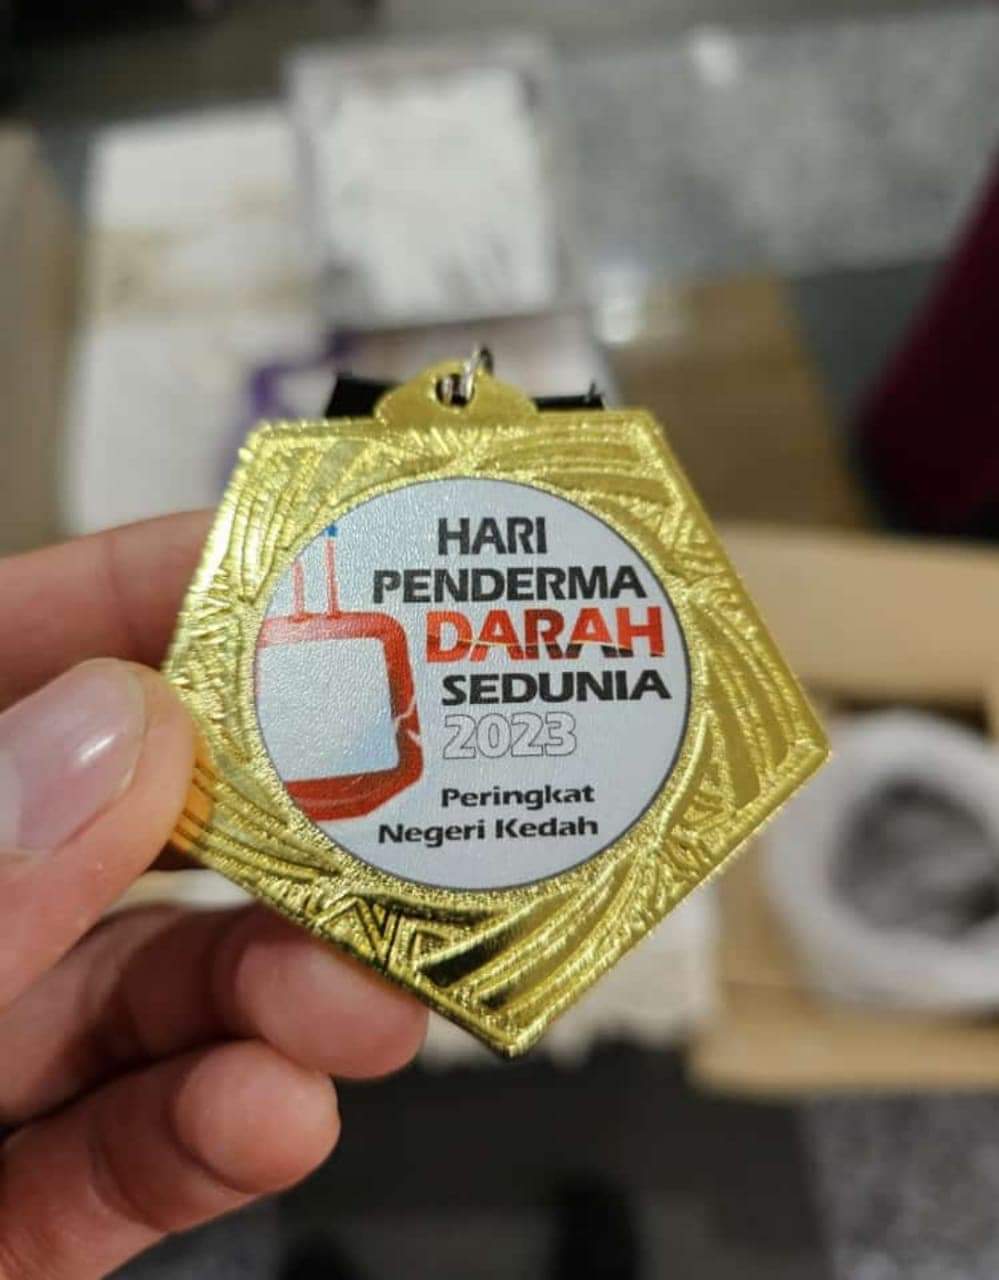 HARI
PENDERMA
DARAH
SEDUNIA
2023
Peringkat
Negeri Kedah